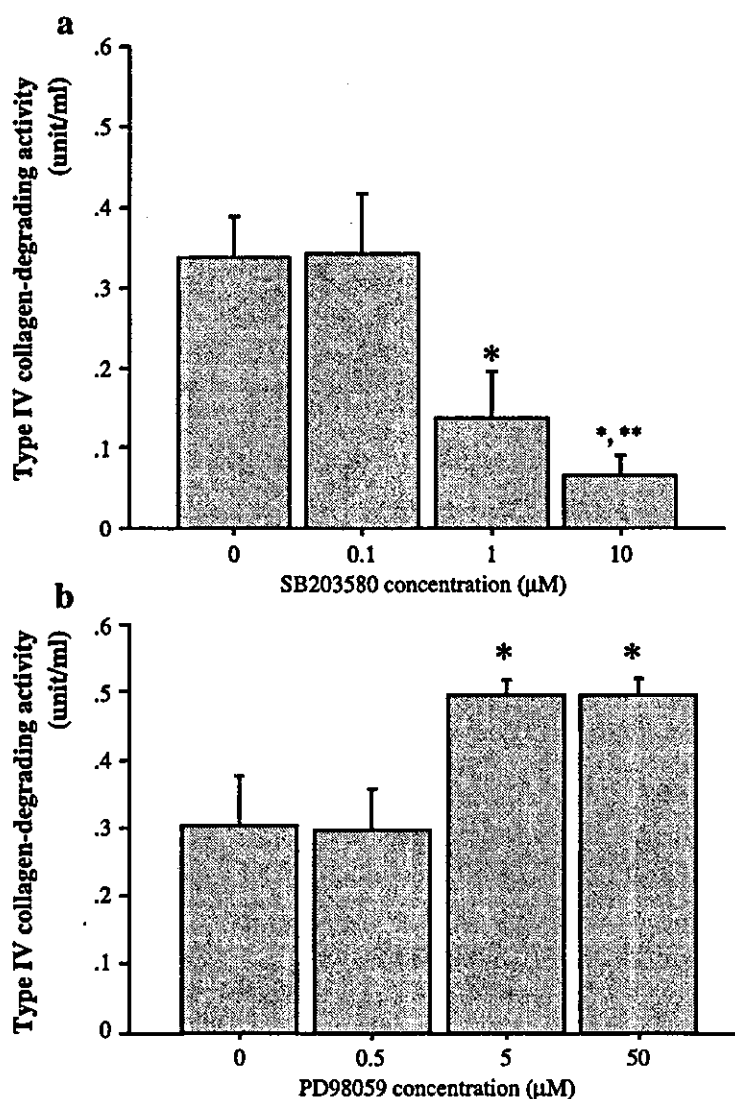 a
Type IV collagen-degrading activity
(unit/ml)
.6
.5
.4
.3
.2
.1
0
*
*, **
0 0.1 1 10
SB203580 concentration (µM)
b
Type IV collagen-degrading activity
(unit/ml)
.6
.5
.4
.3
.2
.1
0
* *
0 0.5 5 50
PD98059 concentration (µM)